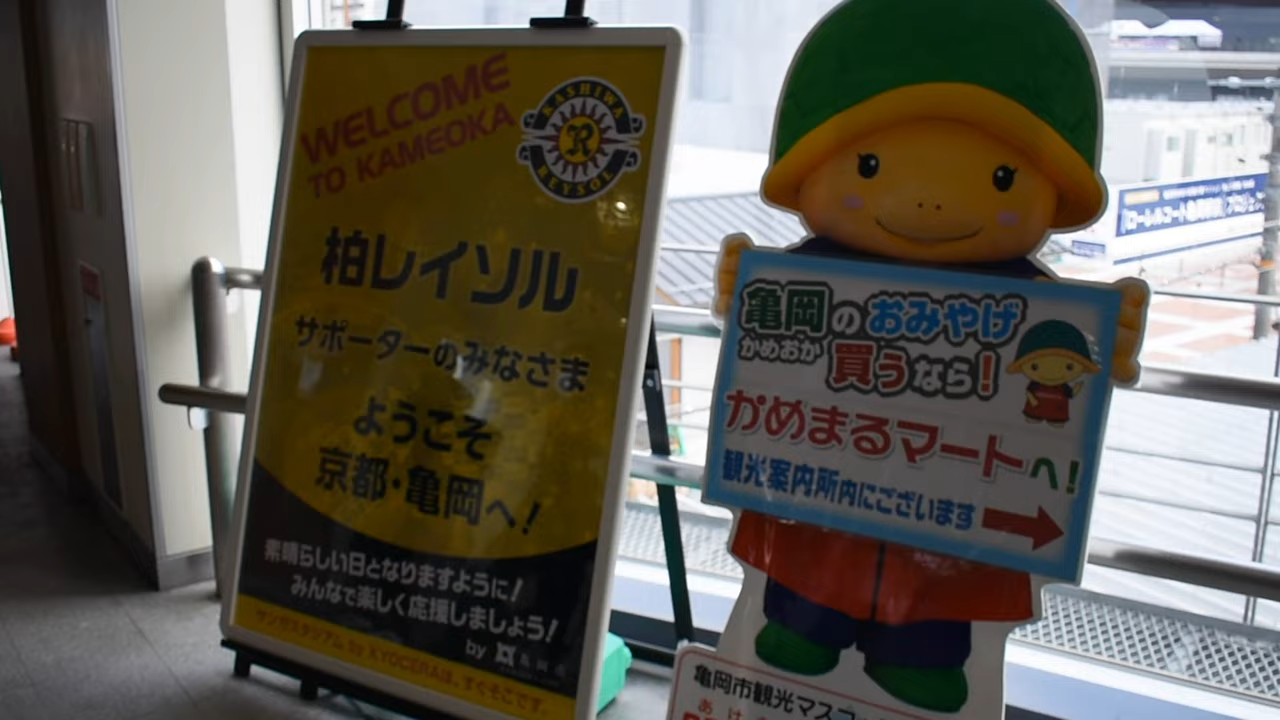 WELCOME
TO KAMEOKA
KASHIWA
R
REYSOL
柏レイソル
サポーターのみなさま
ようこそ
京都・亀岡へ!
素晴らしい日となりますように!
みんなで楽しく応援しましょう!
by 亀岡市
サンガスタジアム by KYOCERAは、すぐそこです。
亀岡のおみやげ
かめおか 買うなら!
かめまるマートへ!
観光案内所内にございます
亀岡市観光マスコ
あ け